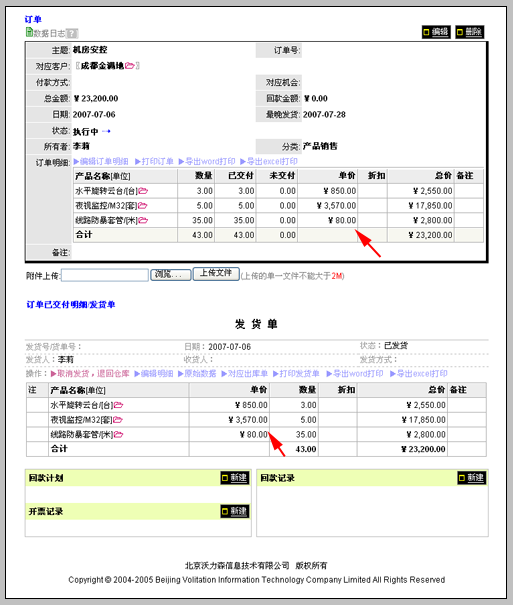 订单
数据日志[?]
编辑 删除
主题: 机房安控 订单号:
对应客户: 〖成都金满地〗
付款方式: 对应机会:
总金额: ¥ 23,200.00 回款金额: ¥ 0.00
日期: 2007-07-06 最晚发货: 2007-07-28
状态: 执行中 →
所有者: 李莉 分类: 产品销售
订单明细: ▶编辑订单明细 ▶打印订单 ▶导出word打印 ▶导出excel打印
产品名称[单位] 数量 已交付 未交付 单价 折扣 总价 备注
水平旋转云台/[台] 3.00 3.00 0.00 ¥ 850.00 ¥ 2,550.00
夜视监控/M32[套] 5.00 5.00 0.00 ¥ 3,570.00 ¥ 17,850.00
线路防暴套管/[米] 35.00 35.00 0.00 ¥ 80.00 ¥ 2,800.00
合计 43.00 43.00 0.00 ¥ 23,200.00
备注:
附件上传: 浏览... 上传文件 (上传的单一文件不能大于2M)
订单已交付明细/发货单
发 货 单
发货号/货单号: 日期: 2007-07-06 状态: 已发货
发货人: 李莉 收货人: 发货方式:
操作: ▶取消发货,退回仓库 ▶编辑明细 ▶原始数据 ▶对应出库单 ▶打印发货单 ▶导出word打印 ▶导出excel打印
注 产品名称[单位] 单价 数量 折扣 总价 备注
水平旋转云台/[台] ¥ 850.00 3.00 ¥ 2,550.00
夜视监控/M32[套] ¥ 3,570.00 5.00 ¥ 17,850.00
线路防暴套管/[米] ¥ 80.00 35.00 ¥ 2,800.00
合计 43.00 ¥ 23,200.00
回款计划 新建 回款记录 新建
开票记录 新建
北京沃力森信息技术有限公司 版权所有
Copyright © 2004-2005 Beijing Volitation Information Technology Company Limited All Rights Reserved